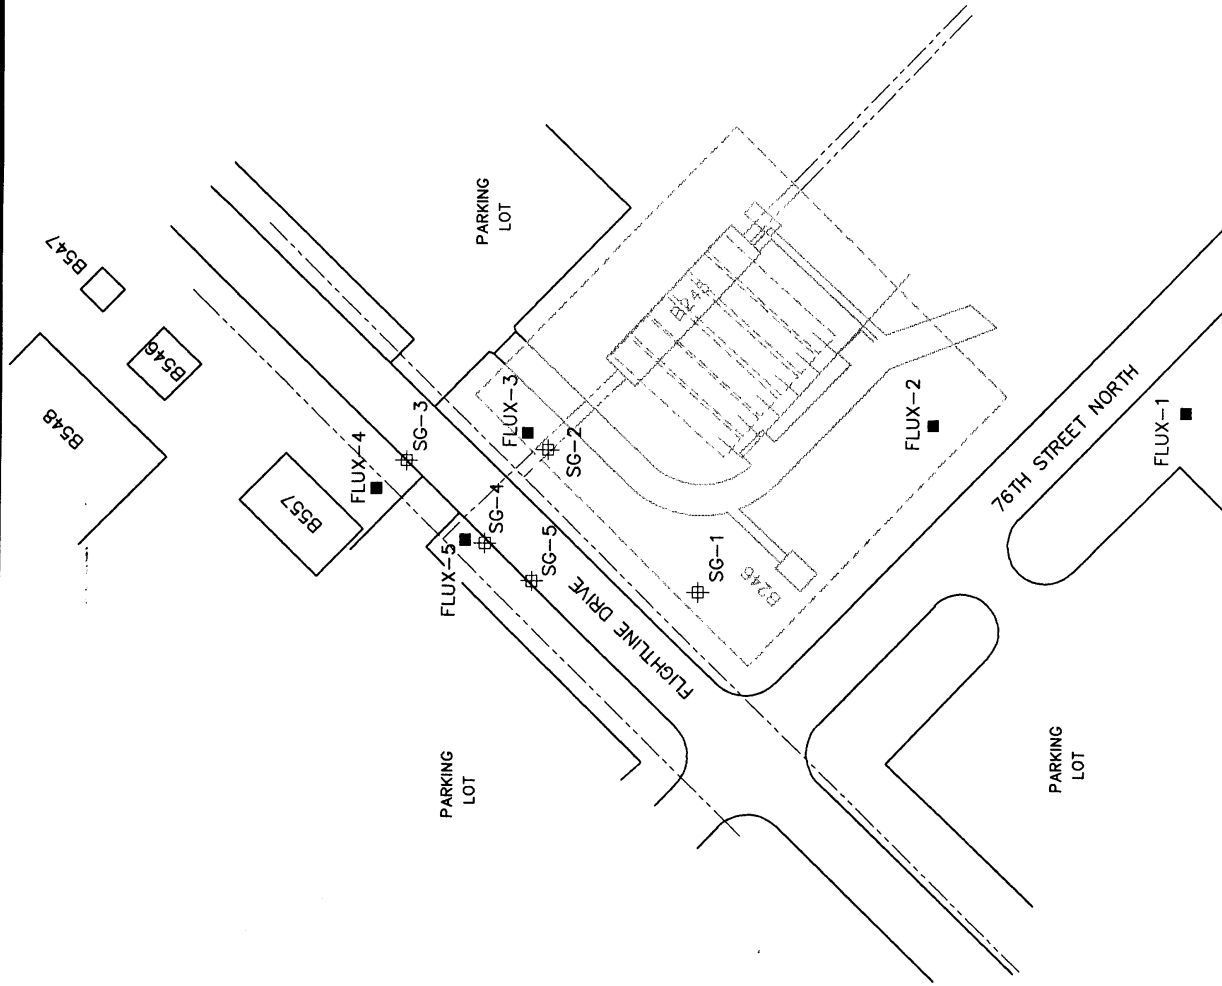 B547
B546
B548
B557
PARKING
LOT
FLUX-4
SG-3
FLUX-3
SG-2
SG-4
FLUX-5
SG-5
FLUX-2
76TH STREET NORTH
FLUX-1
SG-1
B246
FLIGHTLINE DRIVE
PARKING
LOT
PARKING
LOT